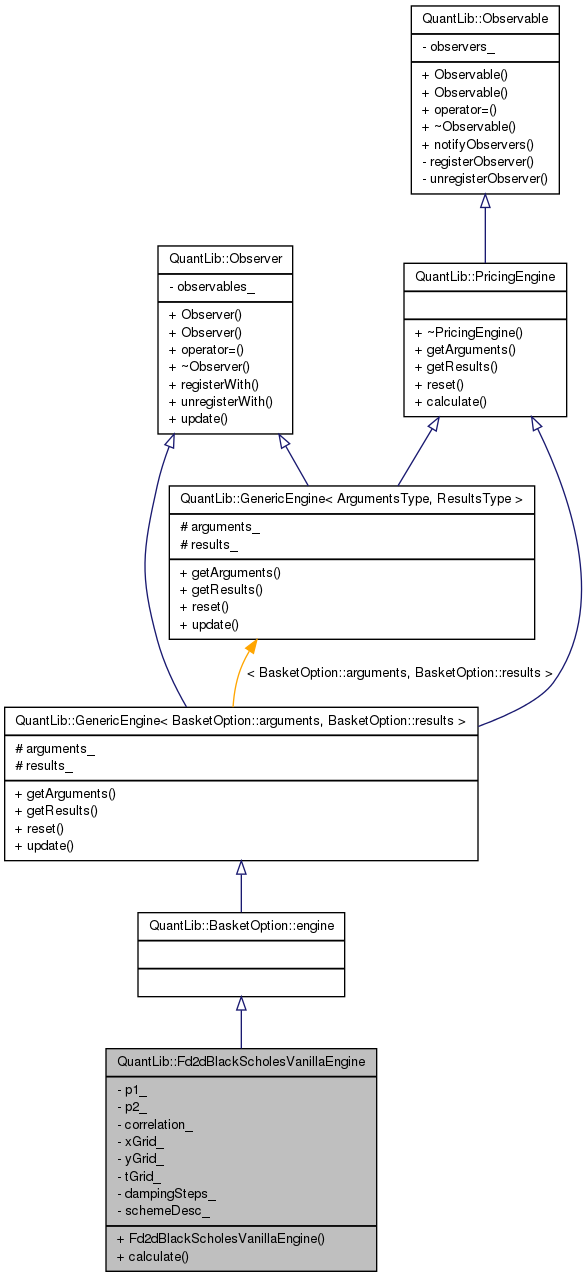 QuantLib::Observable
- observers_
+ Observable()
+ Observable()
+ operator=()
+ ~Observable()
+ notifyObservers()
- registerObserver()
- unregisterObserver()
QuantLib::Observer
- observables_
+ Observer()
+ Observer()
+ operator=()
+ ~Observer()
+ registerWith()
+ unregisterWith()
+ update()
QuantLib::PricingEngine
+ ~PricingEngine()
+ getArguments()
+ getResults()
+ reset()
+ calculate()
QuantLib::GenericEngine< ArgumentsType, ResultsType >
# arguments_
# results_
+ getArguments()
+ getResults()
+ reset()
+ update()
< BasketOption::arguments, BasketOption::results >
QuantLib::GenericEngine< BasketOption::arguments, BasketOption::results >
# arguments_
# results_
+ getArguments()
+ getResults()
+ reset()
+ update()
QuantLib::BasketOption::engine
QuantLib::Fd2dBlackScholesVanillaEngine
- p1_
- p2_
- correlation_
- xGrid_
- yGrid_
- tGrid_
- dampingSteps_
- schemeDesc_
+ Fd2dBlackScholesVanillaEngine()
+ calculate()